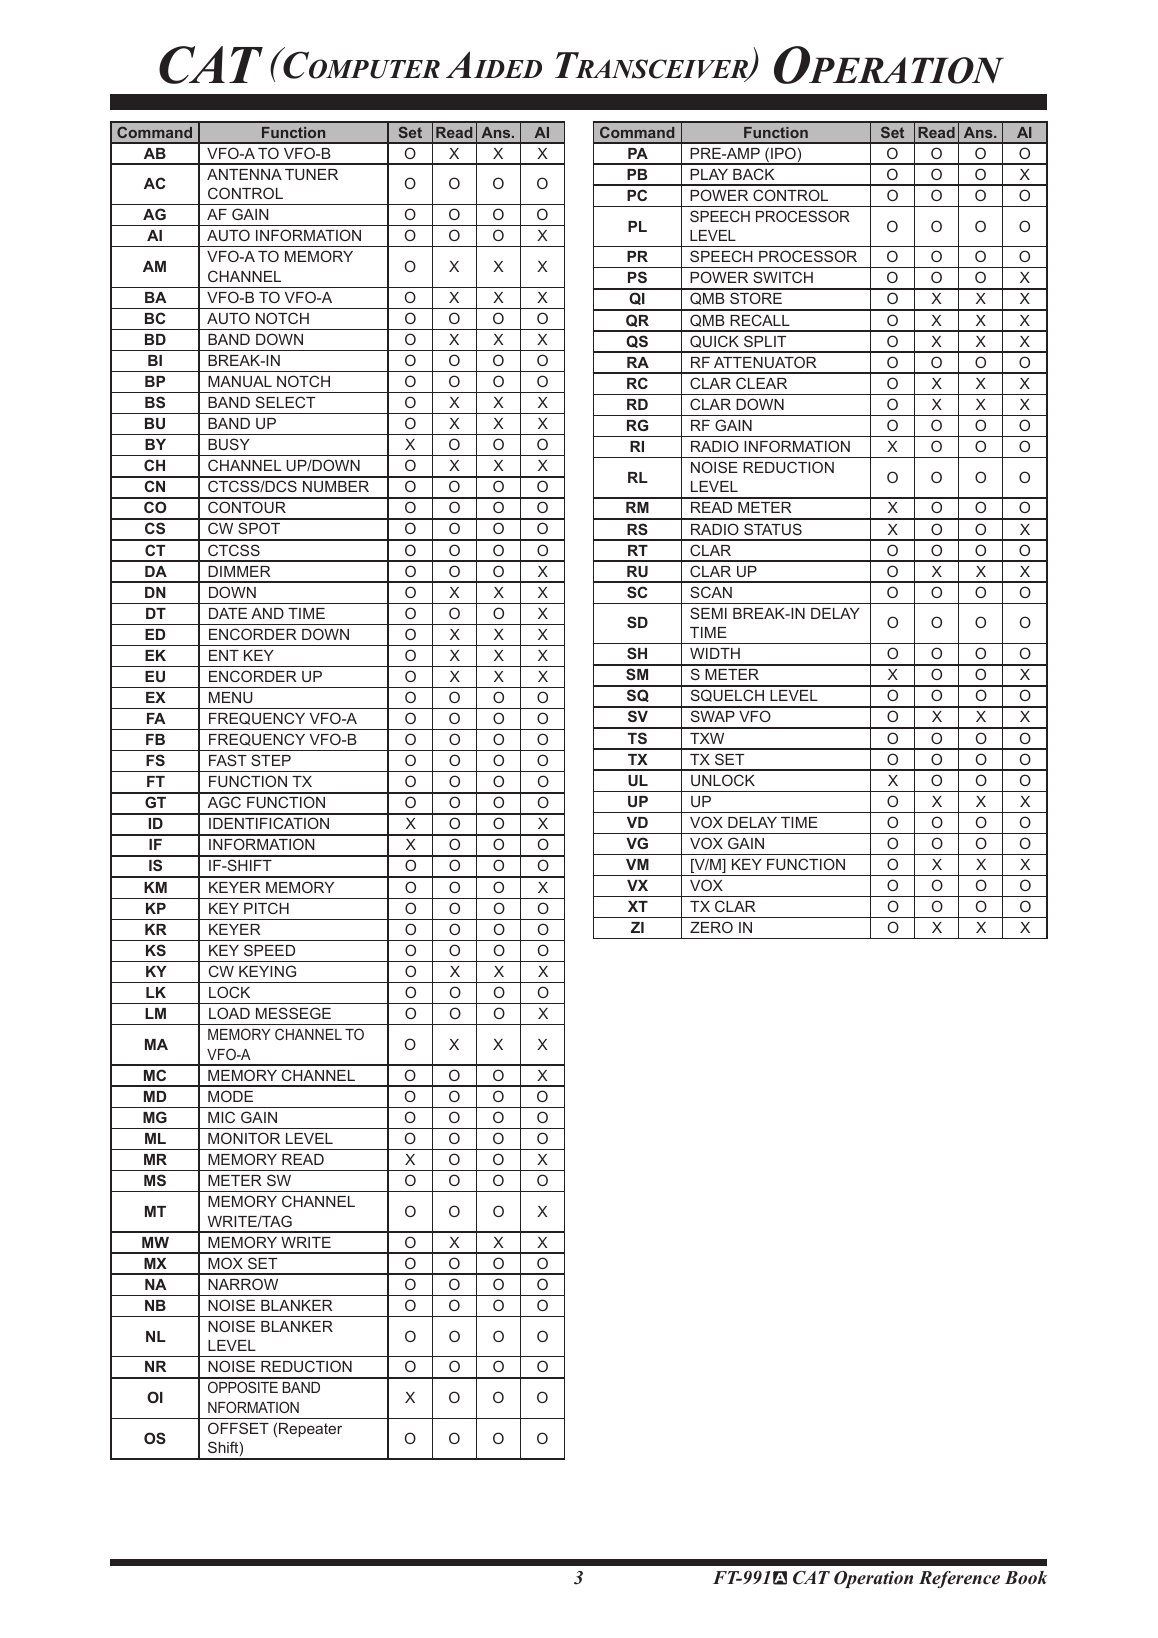 CAT (COMPUTER AIDED TRANSCEIVER) OPERATION
Command Function Set Read Ans. AI
AB VFO-A TO VFO-B O X X X
AC ANTENNA TUNER CONTROL O O O O
AG AF GAIN O O O O
AI AUTO INFORMATION O O O X
AM VFO-A TO MEMORY CHANNEL O X X X
BA VFO-B TO VFO-A O X X X
BC AUTO NOTCH O O O O
BD BAND DOWN O X X X
BI BREAK-IN O O O O
BP MANUAL NOTCH O O O O
BS BAND SELECT O X X X
BU BAND UP O X X X
BY BUSY X O O O
CH CHANNEL UP/DOWN O X X X
CN CTCSS/DCS NUMBER O O O O
CO CONTOUR O O O O
CS CW SPOT O O O O
CT CTCSS O O O O
DA DIMMER O O O X
DN DOWN O X X X
DT DATE AND TIME O O O X
ED ENCORDER DOWN O X X X
EK ENT KEY O X X X
EU ENCORDER UP O X X X
EX MENU O O O O
FA FREQUENCY VFO-A O O O O
FB FREQUENCY VFO-B O O O O
FS FAST STEP O O O O
FT FUNCTION TX O O O O
GT AGC FUNCTION O O O O
ID IDENTIFICATION X O O X
IF INFORMATION X O O O
IS IF-SHIFT O O O O
KM KEYER MEMORY O O O X
KP KEY PITCH O O O O
KR KEYER O O O O
KS KEY SPEED O O O O
KY CW KEYING O X X X
LK LOCK O O O O
LM LOAD MESSEGE O O O X
MA MEMORY CHANNEL TO VFO-A O X X X
MC MEMORY CHANNEL O O O X
MD MODE O O O O
MG MIC GAIN O O O O
ML MONITOR LEVEL O O O O
MR MEMORY READ X O O X
MS METER SW O O O O
MT MEMORY CHANNEL WRITE/TAG O O O X
MW MEMORY WRITE O X X X
MX MOX SET O O O O
NA NARROW O O O O
NB NOISE BLANKER O O O O
NL NOISE BLANKER LEVEL O O O O
NR NOISE REDUCTION O O O O
OI OPPOSITE BAND NFORMATION X O O O
OS OFFSET (Repeater Shift) O O O O
Command Function Set Read Ans. AI
PA PRE-AMP (IPO) O O O O
PB PLAY BACK O O O X
PC POWER CONTROL O O O O
PL SPEECH PROCESSOR LEVEL O O O O
PR SPEECH PROCESSOR O O O O
PS POWER SWITCH O O O X
QI QMB STORE O X X X
QR QMB RECALL O X X X
QS QUICK SPLIT O X X X
RA RF ATTENUATOR O O O O
RC CLAR CLEAR O X X X
RD CLAR DOWN O X X X
RG RF GAIN O O O O
RI RADIO INFORMATION X O O O
RL NOISE REDUCTION LEVEL O O O O
RM READ METER X O O O
RS RADIO STATUS X O O X
RT CLAR O O O O
RU CLAR UP O X X X
SC SCAN O O O O
SD SEMI BREAK-IN DELAY TIME O O O O
SH WIDTH O O O O
SM S METER X O O X
SQ SQUELCH LEVEL O O O O
SV SWAP VFO O X X X
TS TXW O O O O
TX TX SET O O O O
UL UNLOCK X O O O
UP UP O X X X
VD VOX DELAY TIME O O O O
VG VOX GAIN O O O O
VM [V/M] KEY FUNCTION O X X X
VX VOX O O O O
XT TX CLAR O O O O
ZI ZERO IN O X X X
3 FT-991A CAT Operation Reference Book